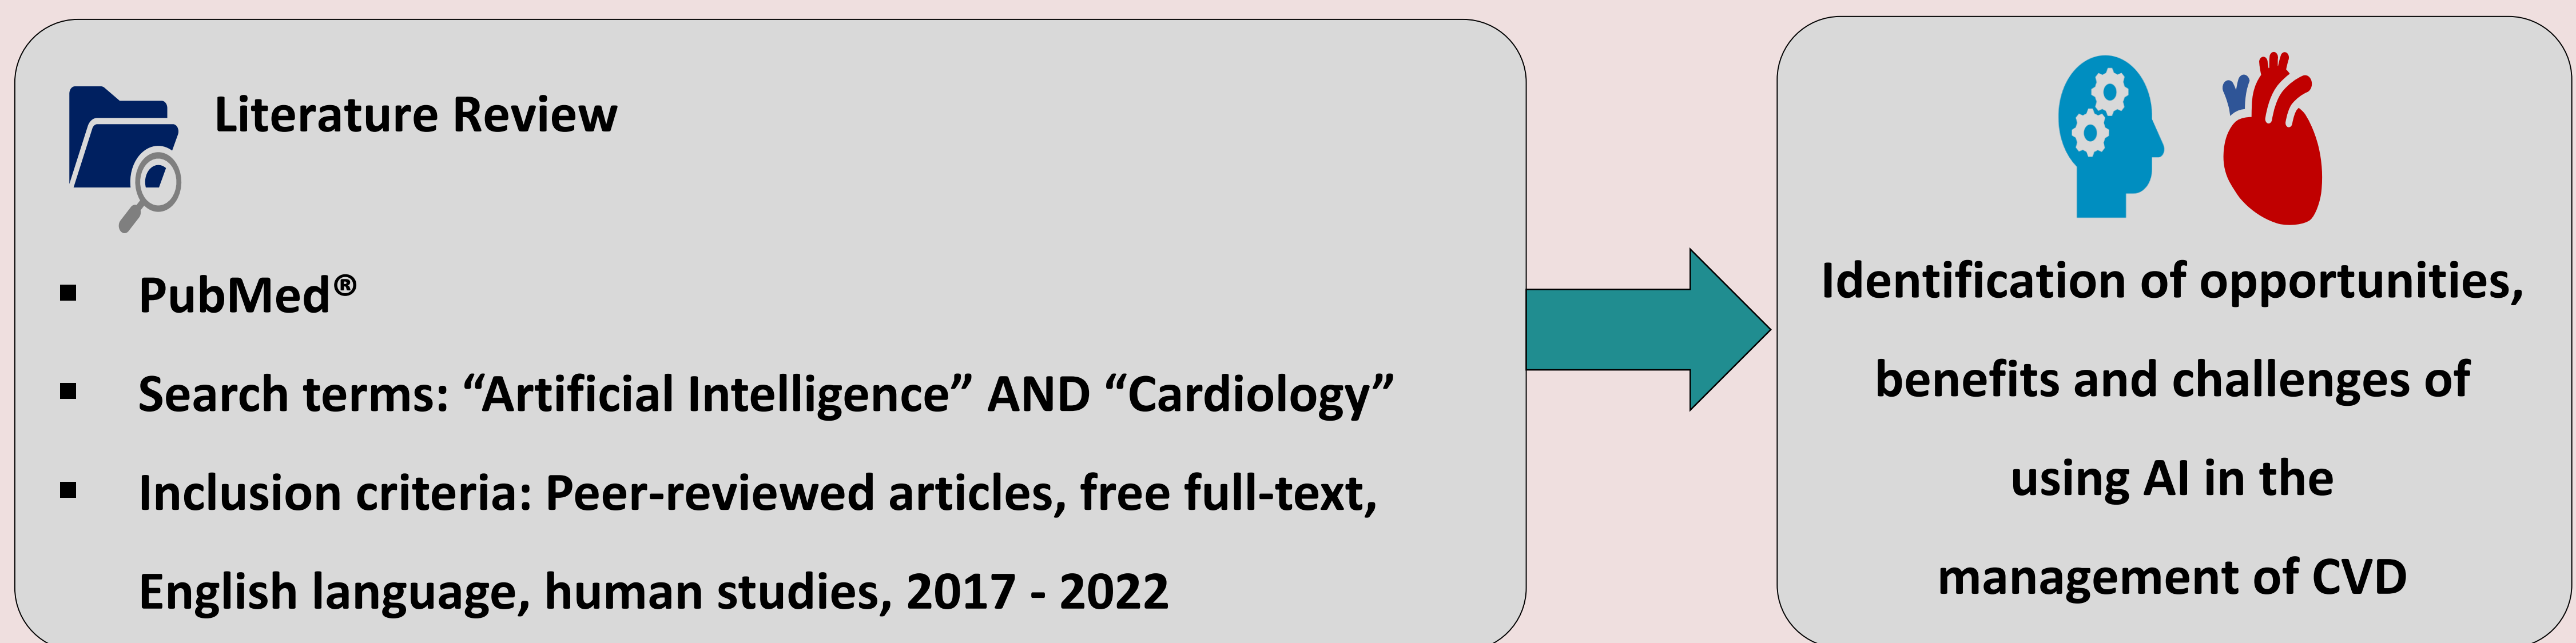 Literature Review
▪ PubMed®
▪ Search terms: “Artificial Intelligence” AND “Cardiology”
▪ Inclusion criteria: Peer-reviewed articles, free full-text,
English language, human studies, 2017 - 2022
Identification of opportunities,
benefits and challenges of
using AI in the
management of CVD